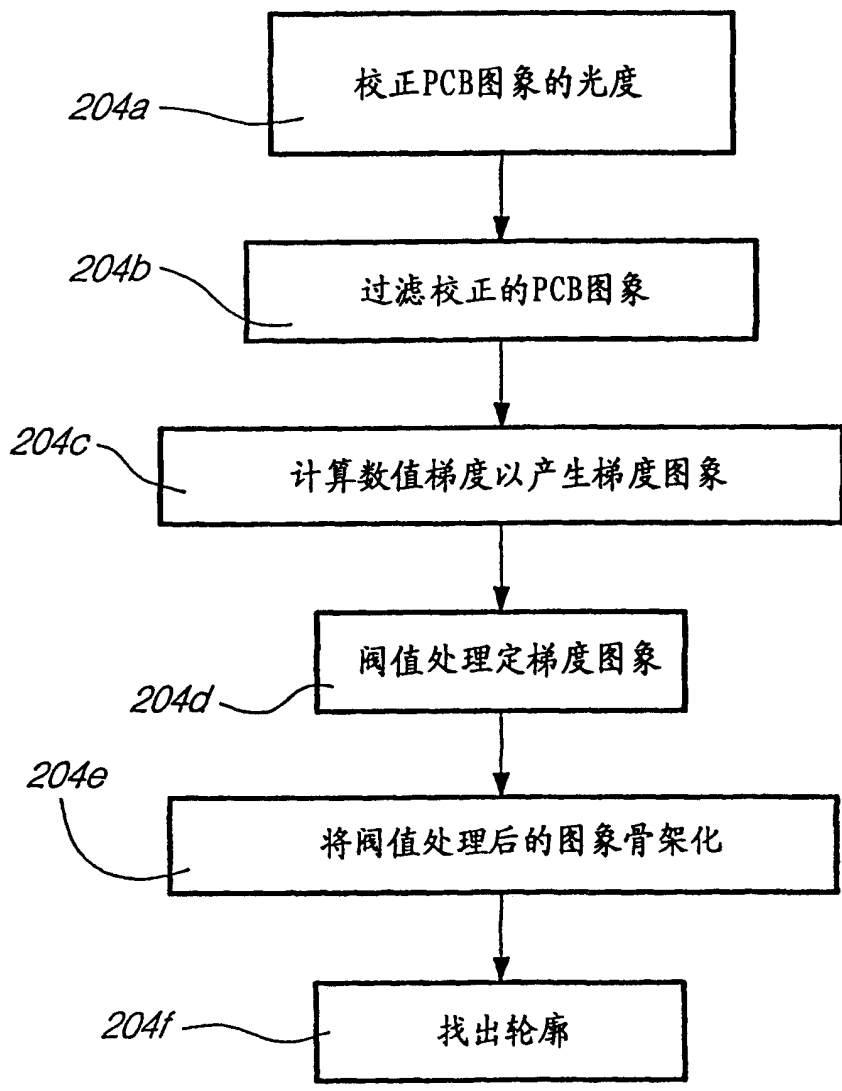 校正PCB图象的光度
204a
204b
过滤校正的PCB图象
204c
计算数值梯度以产生梯度图象
阀值处理定梯度图象
204d
204e
将阀值处理后的图象骨架化
204f
找出轮廓